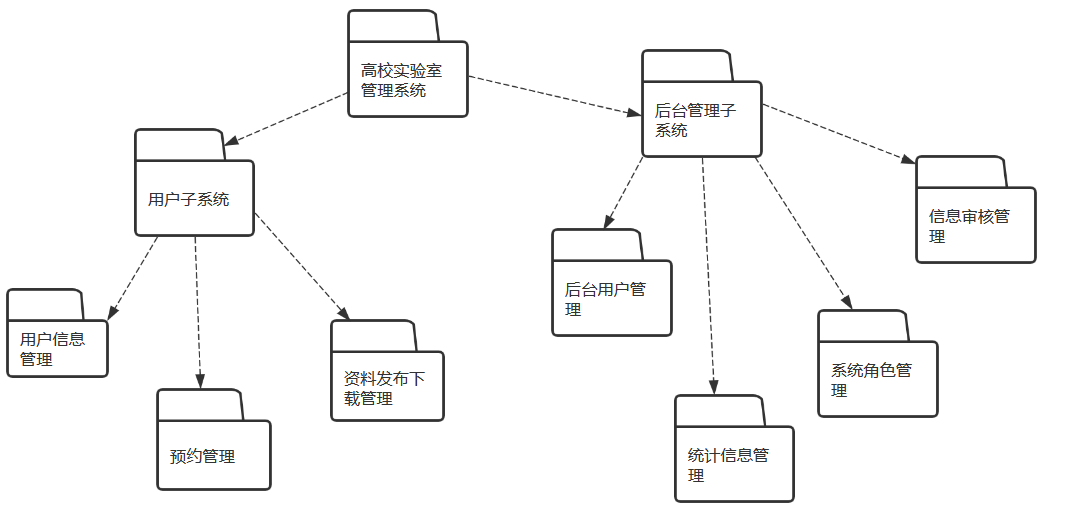 高校实验室
管理系统
后台管理子
系统
用户子系统
信息审核管
理
后台用户管
理
用户信息
管理
资料发布下
载管理
系统角色管
理
预约管理
统计信息管
理